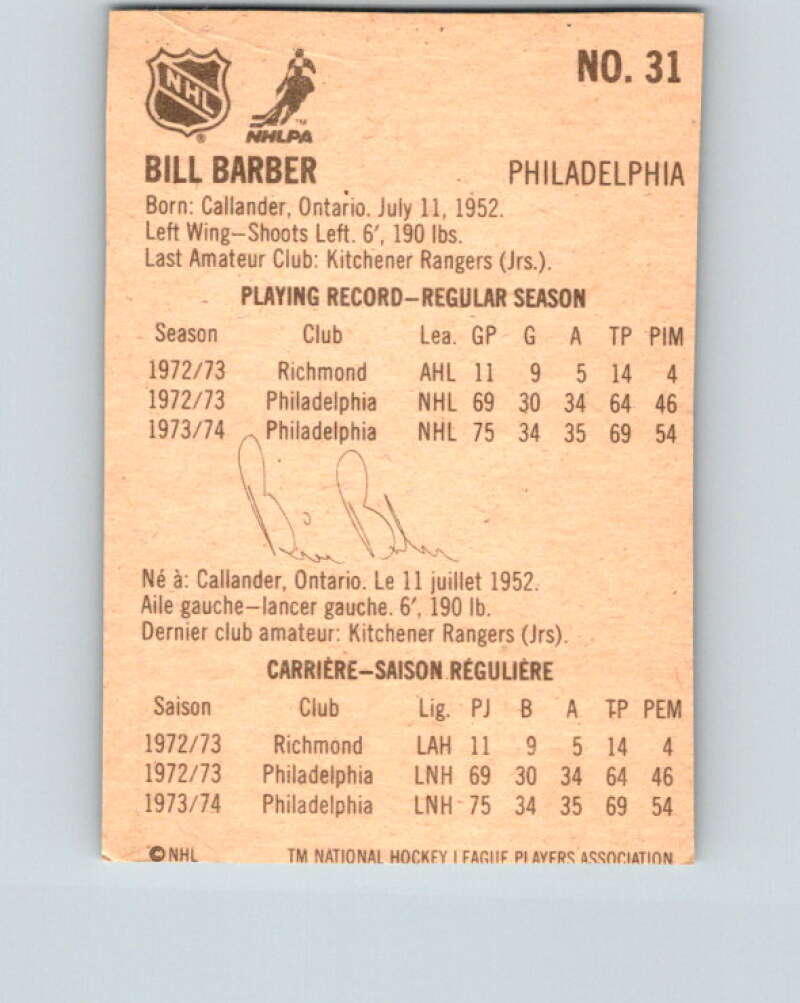 NHL
NHLPA
NO. 31
BILL BARBER PHILADELPHIA
Born: Callander, Ontario. July 11, 1952.
Left Wing—Shoots Left. 6', 190 lbs.
Last Amateur Club: Kitchener Rangers (Jrs.).
PLAYING RECORD—REGULAR SEASON
Season Club Lea. GP G A TP PIM
1972/73 Richmond AHL 11 9 5 14 4
1972/73 Philadelphia NHL 69 30 34 64 46
1973/74 Philadelphia NHL 75 34 35 69 54
Bill Barber
Né à: Callander, Ontario. Le 11 juillet 1952.
Aile gauche—lancer gauche. 6', 190 lb.
Dernier club amateur: Kitchener Rangers (Jrs).
CARRIÈRE—SAISON RÉGULIÈRE
Saison Club Lig. PJ B A TP PEM
1972/73 Richmond LAH 11 9 5 14 4
1972/73 Philadelphia LNH 69 30 34 64 46
1973/74 Philadelphia LNH 75 34 35 69 54
© NHL TM NATIONAL HOCKEY LEAGUE PLAYERS ASSOCIATION